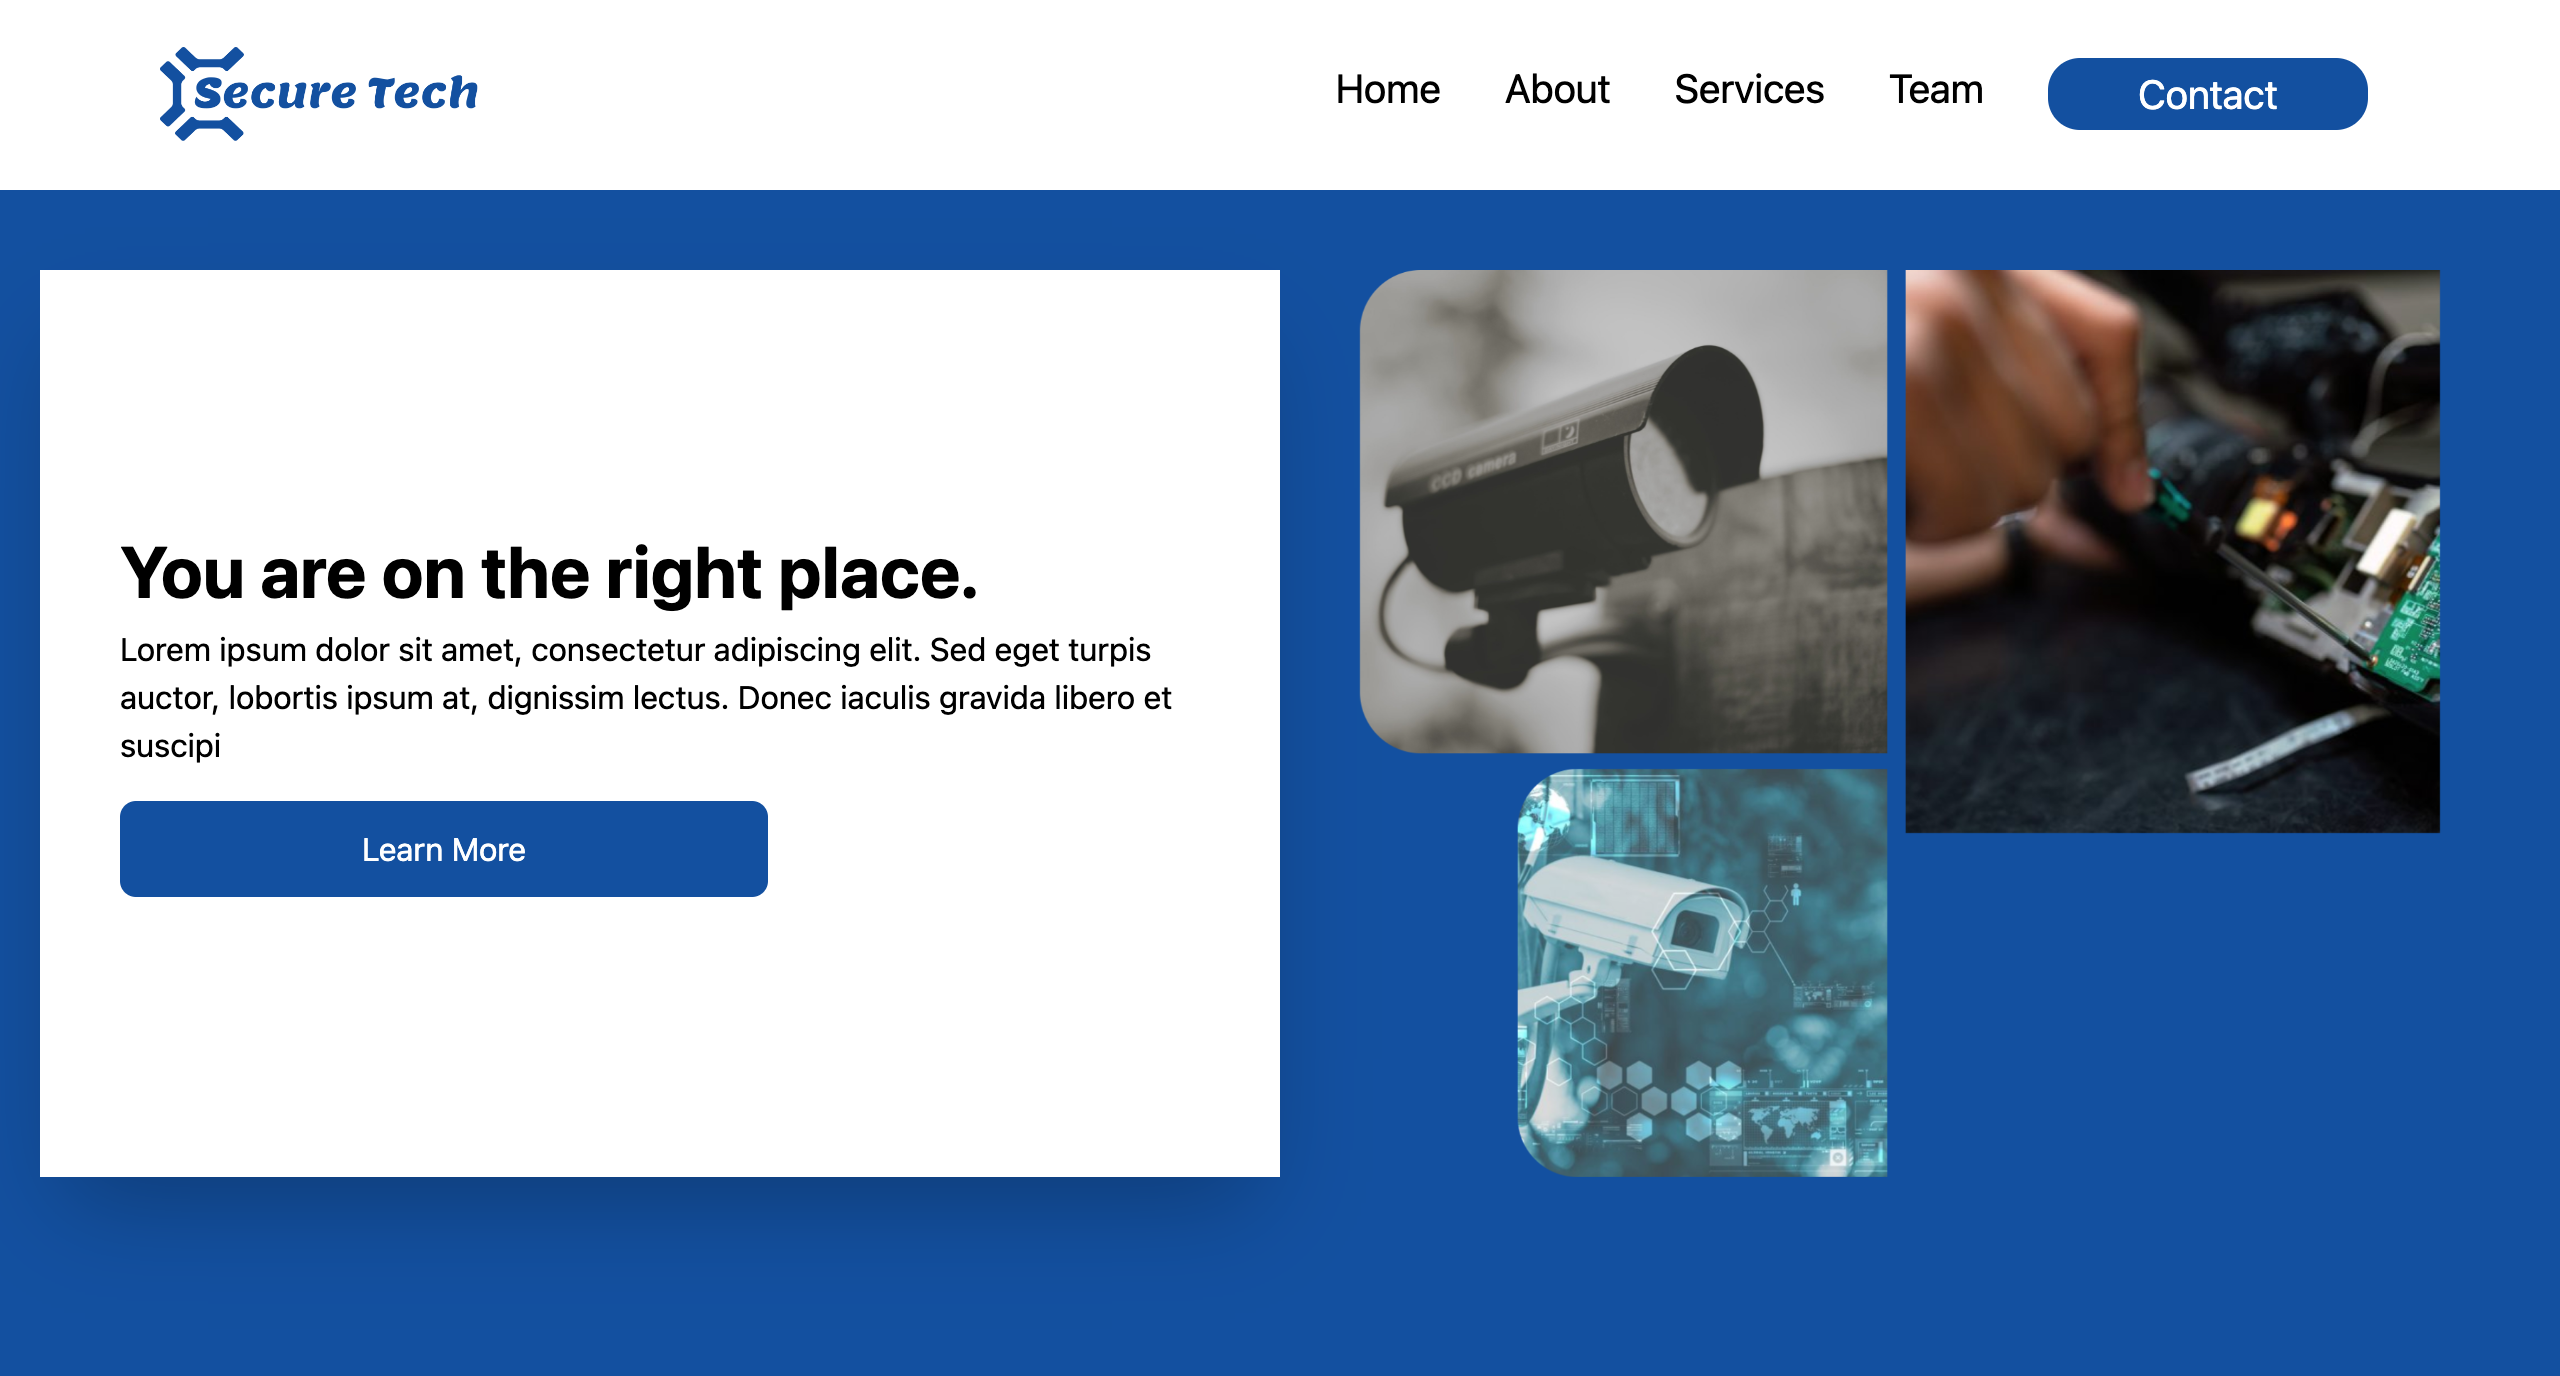 Secure Tech
Home About Services Team Contact
You are on the right place.
Lorem ipsum dolor sit amet, consectetur adipiscing elit. Sed eget turpis
auctor, lobortis ipsum at, dignissim lectus. Donec iaculis gravida libero et
suscipi
Learn More
CCD camera